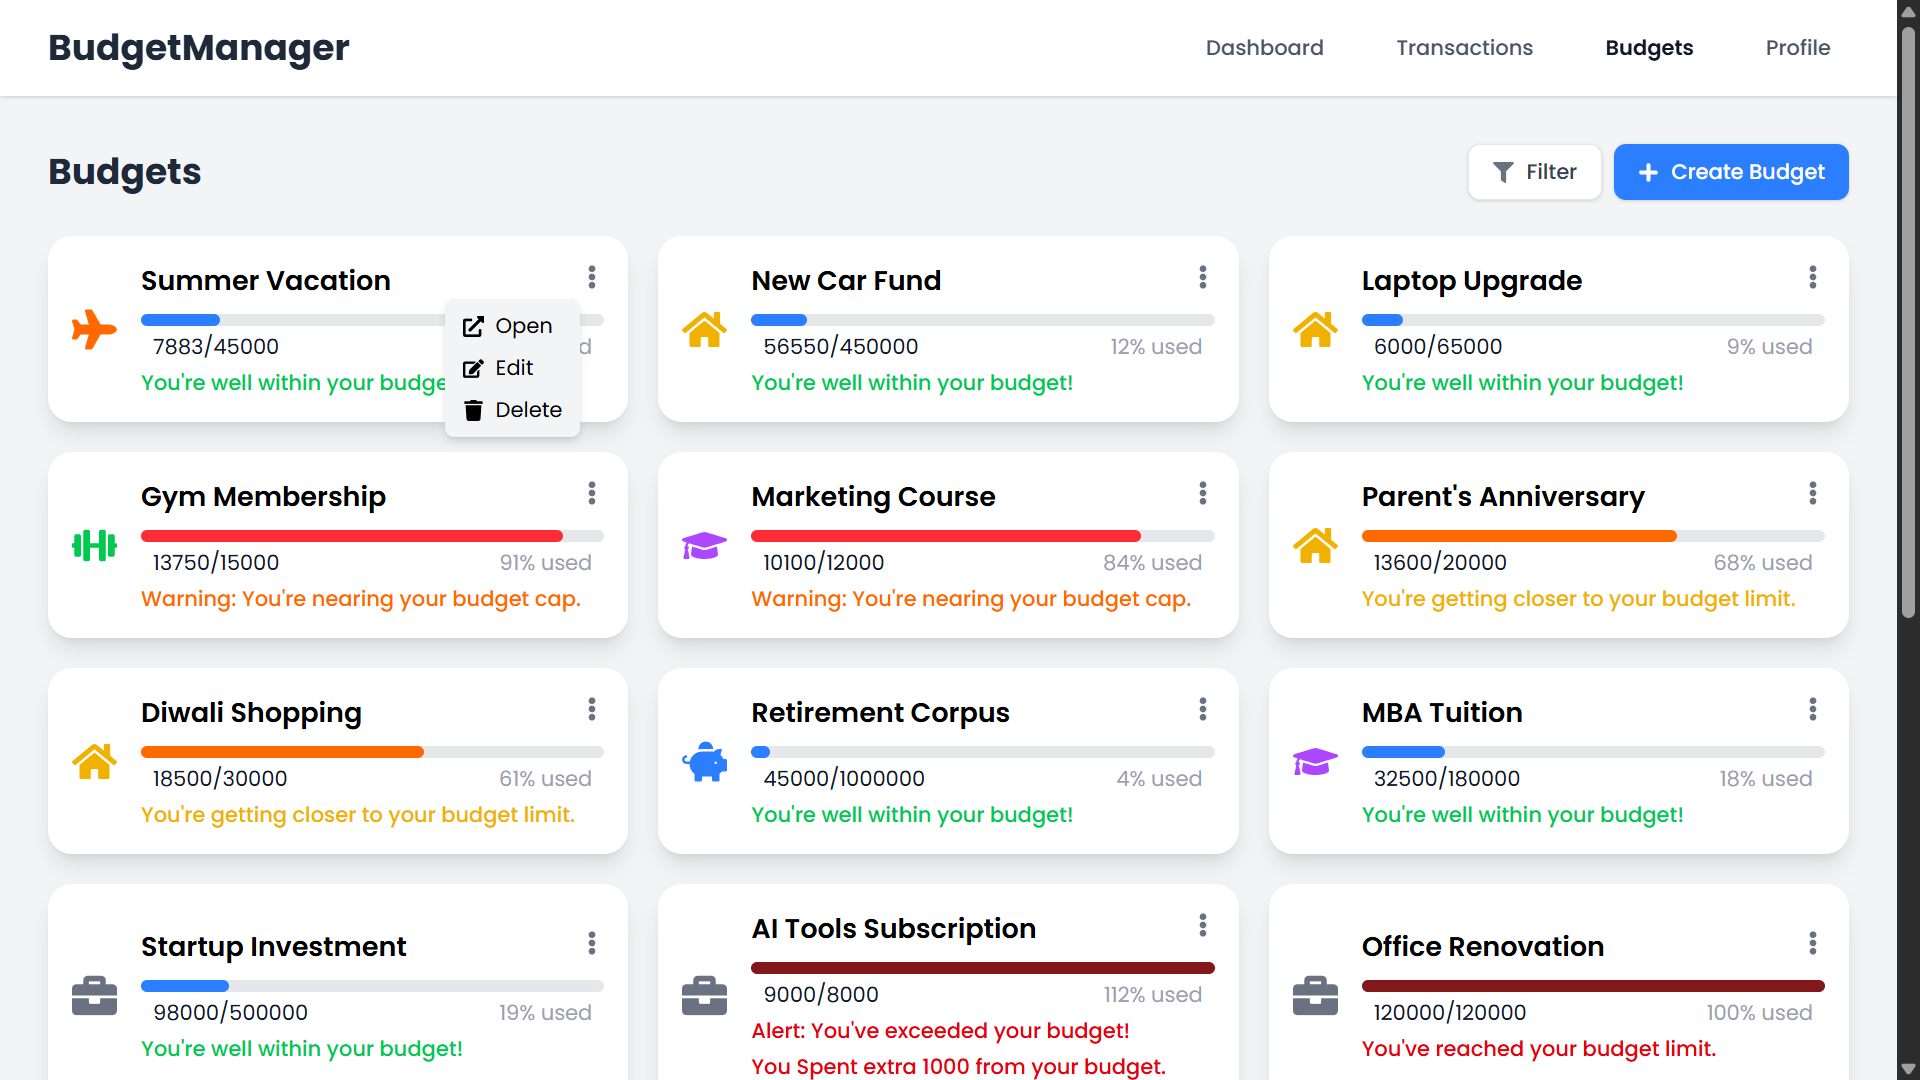 BudgetManager
Dashboard Transactions Budgets Profile
Budgets
Filter
Create Budget
Summer Vacation
7883/45000
d
You're well within your budge
Open
Edit
Delete
New Car Fund
56550/450000 12% used
You're well within your budget!
Laptop Upgrade
6000/65000 9% used
You're well within your budget!
Gym Membership
13750/15000 91% used
Warning: You're nearing your budget cap.
Marketing Course
10100/12000 84% used
Warning: You're nearing your budget cap.
Parent's Anniversary
13600/20000 68% used
You're getting closer to your budget limit.
Diwali Shopping
18500/30000 61% used
You're getting closer to your budget limit.
Retirement Corpus
45000/1000000 4% used
You're well within your budget!
MBA Tuition
32500/180000 18% used
You're well within your budget!
Startup Investment
98000/500000 19% used
You're well within your budget!
AI Tools Subscription
9000/8000 112% used
Alert: You've exceeded your budget!
You Spent extra 1000 from your budget.
Office Renovation
120000/120000 100% used
You've reached your budget limit.